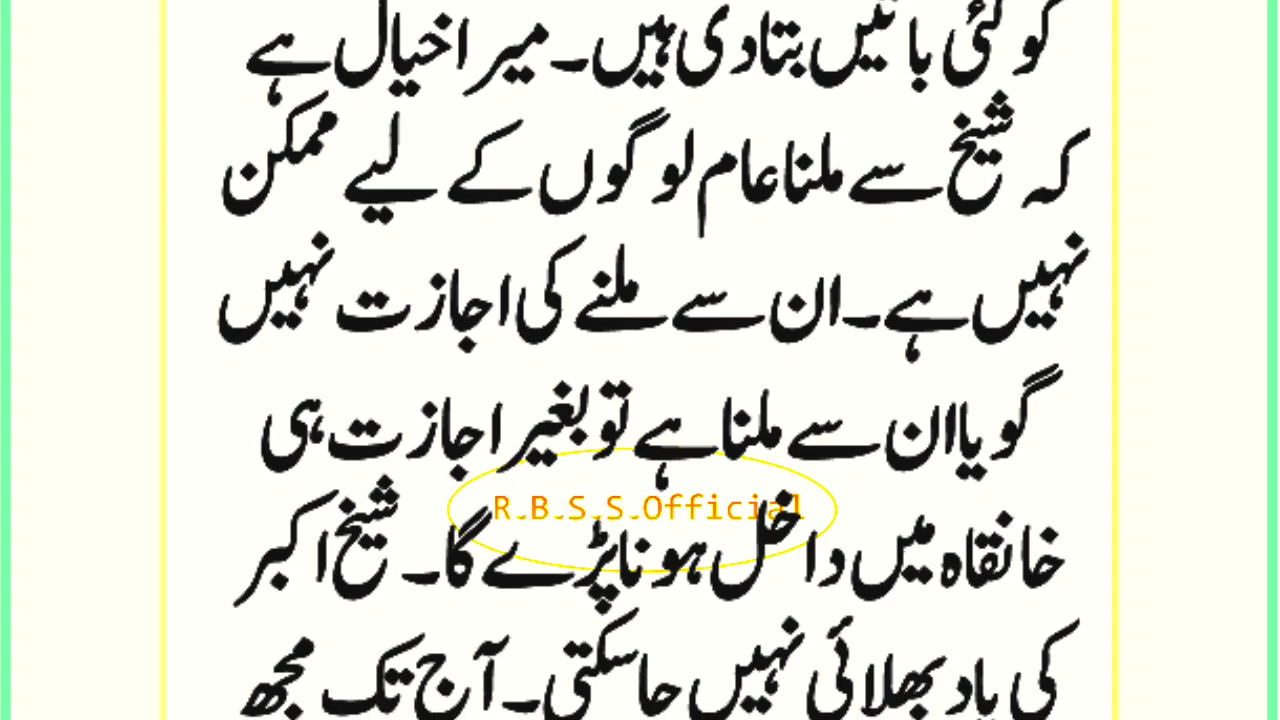 کو کئی باتیں بتادی ہیں۔ میرا خیال ہے
کہ شیخ سے ملنا عام لوگوں کے لیے ممکن
نہیں ہے۔ ان سے ملنے کی اجازت نہیں
گویا ان سے ملنا ہے تو بغیر اجازت ہی
R.B.S.S.Official
خانقاہ میں داخل ہونا پڑے گا۔ شیخ اکبر
کی یاد بھلائی نہیں جاسکتی۔ آج تک مجھ